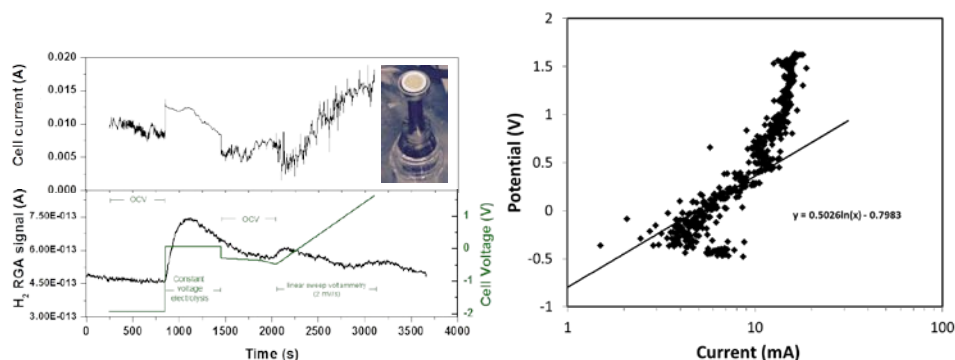 0.020
0.015
0.010
0.005
0.000
Cell current (A)
OCV
OCV
7.50E-013
6.00E-013
4.50E-013
3.00E-013
H2 RGA signal (A)
1
0
-1
-2
Cell Voltage (V)
Constant
voltage
electrolysis
linear sweep voltammetry
(2 mV/s)
0 500 1000 1500 2000 2500 3000 3500 4000
Time (s)
2
1.5
1
0.5
0
-0.5
-1
Potential (V)
y = 0.5026ln(x) - 0.7983
1 10 100
Current (mA)